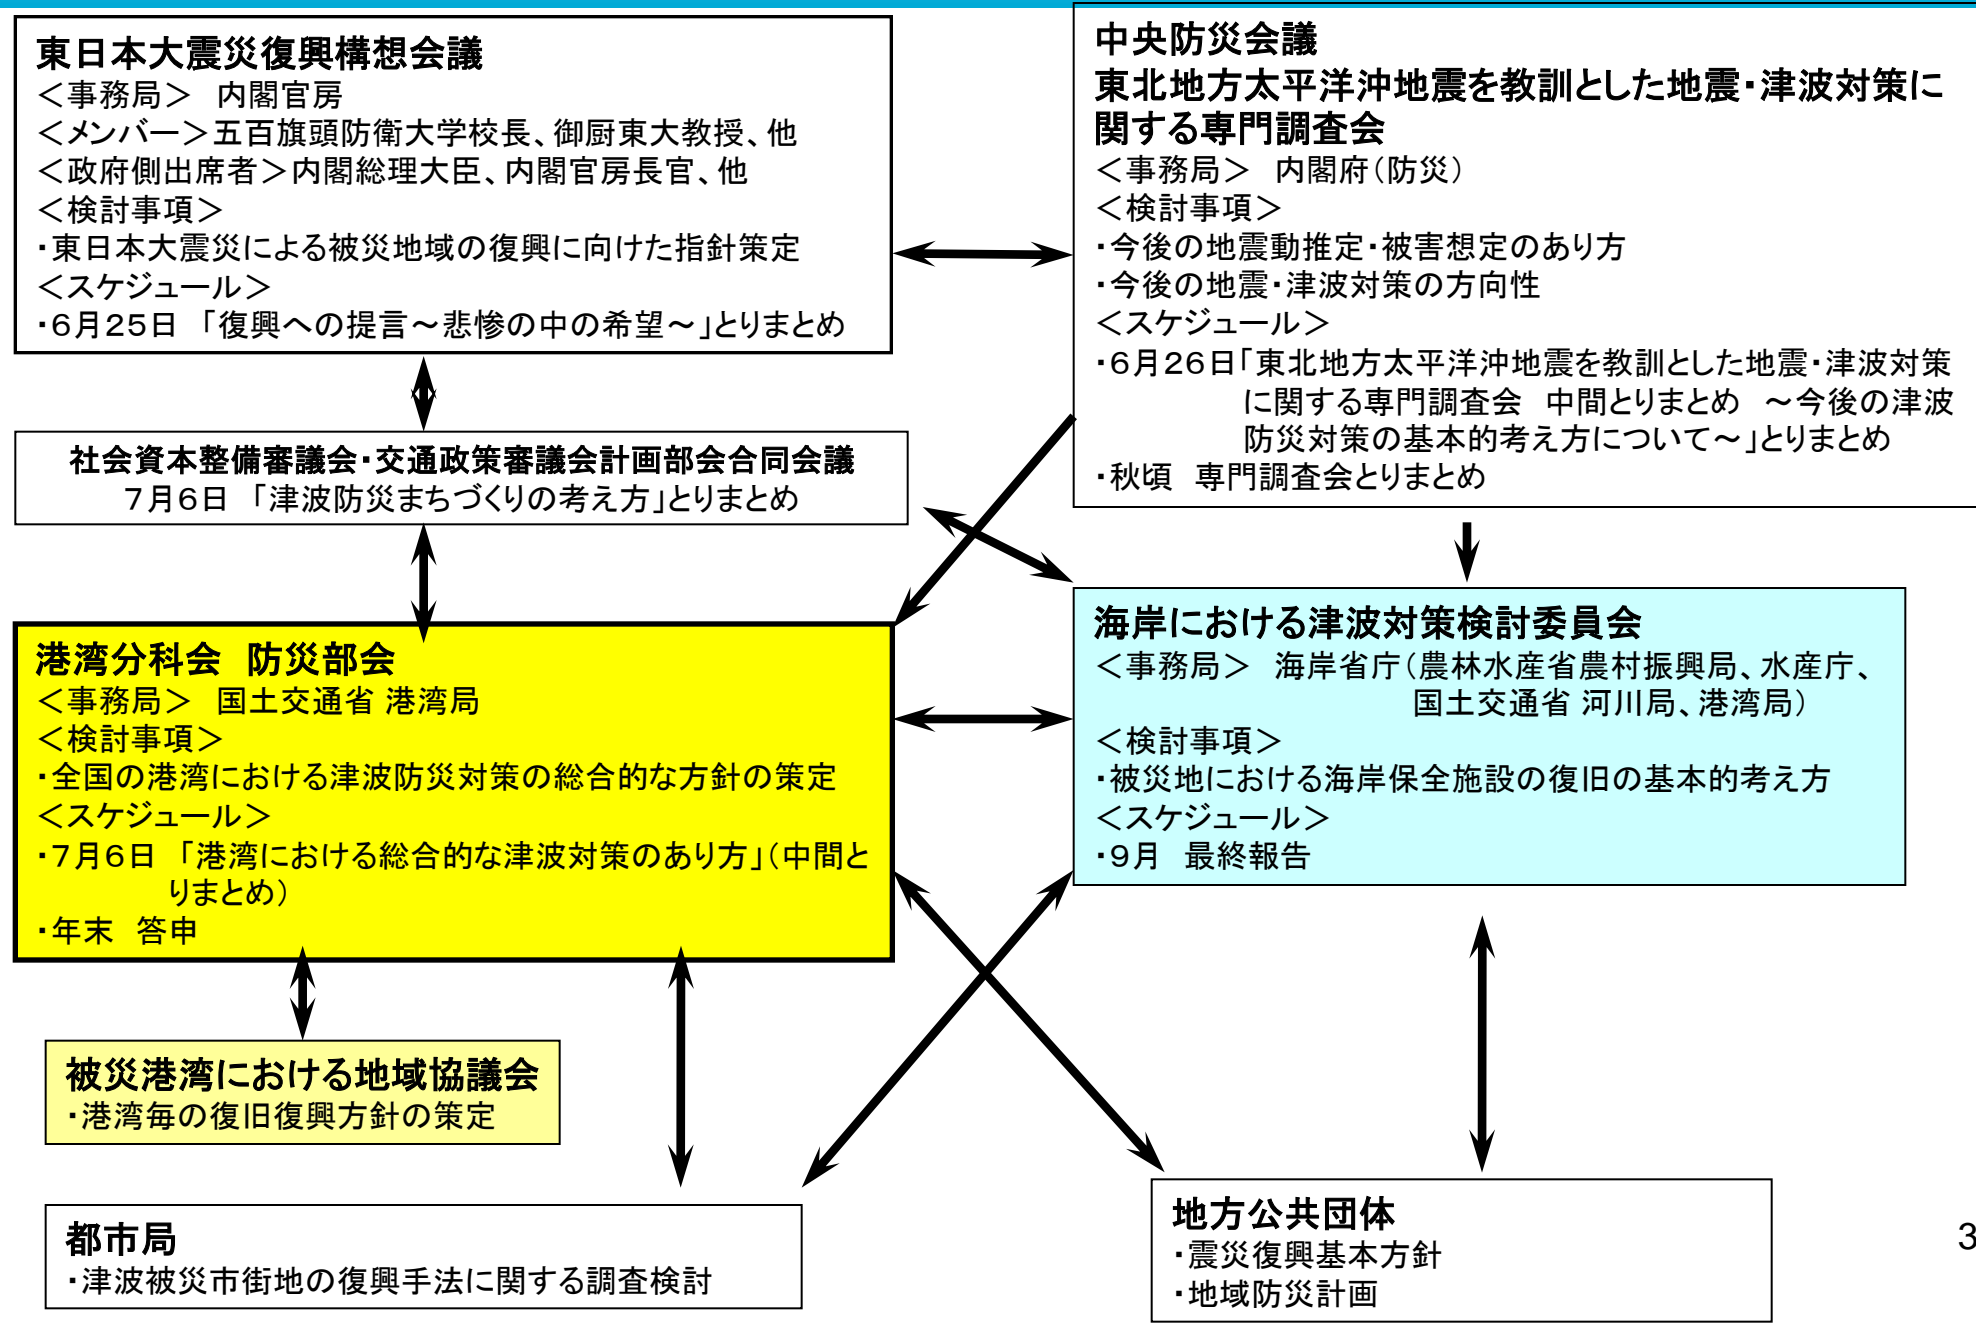 東日本大震災復興構想会議
＜事務局＞　内閣官房
＜メンバー＞五百旗頭防衛大学校長、御厨東大教授、他
＜政府側出席者＞内閣総理大臣、内閣官房長官、他
＜検討事項＞
・東日本大震災による被災地域の復興に向けた指針策定
＜スケジュール＞
・６月２５日　「復興への提言～悲惨の中の希望～」とりまとめ
中央防災会議
東北地方太平洋沖地震を教訓とした地震・津波対策に
関する専門調査会
＜事務局＞　内閣府（防災）
＜検討事項＞
・今後の地震動推定・被害想定のあり方
・今後の地震・津波対策の方向性
＜スケジュール＞
・６月２６日「東北地方太平洋沖地震を教訓とした地震・津波対策
に関する専門調査会　中間とりまとめ　～今後の津波
防災対策の基本的考え方について～」とりまとめ
・秋頃　専門調査会とりまとめ
社会資本整備審議会・交通政策審議会計画部会合同会議
７月６日　「津波防災まちづくりの考え方」とりまとめ
港湾分科会　防災部会
＜事務局＞　国土交通省 港湾局
＜検討事項＞
・全国の港湾における津波防災対策の総合的な方針の策定
＜スケジュール＞
・７月６日　「港湾における総合的な津波対策のあり方」（中間と
りまとめ）
・年末　答申
海岸における津波対策検討委員会
＜事務局＞　海岸省庁（農林水産省農村振興局、水産庁、
国土交通省 河川局、港湾局）
＜検討事項＞
・被災地における海岸保全施設の復旧の基本的考え方
＜スケジュール＞
・９月　最終報告
被災港湾における地域協議会
・港湾毎の復旧復興方針の策定
都市局
・津波被災市街地の復興手法に関する調査検討
地方公共団体
・震災復興基本方針
・地域防災計画
3